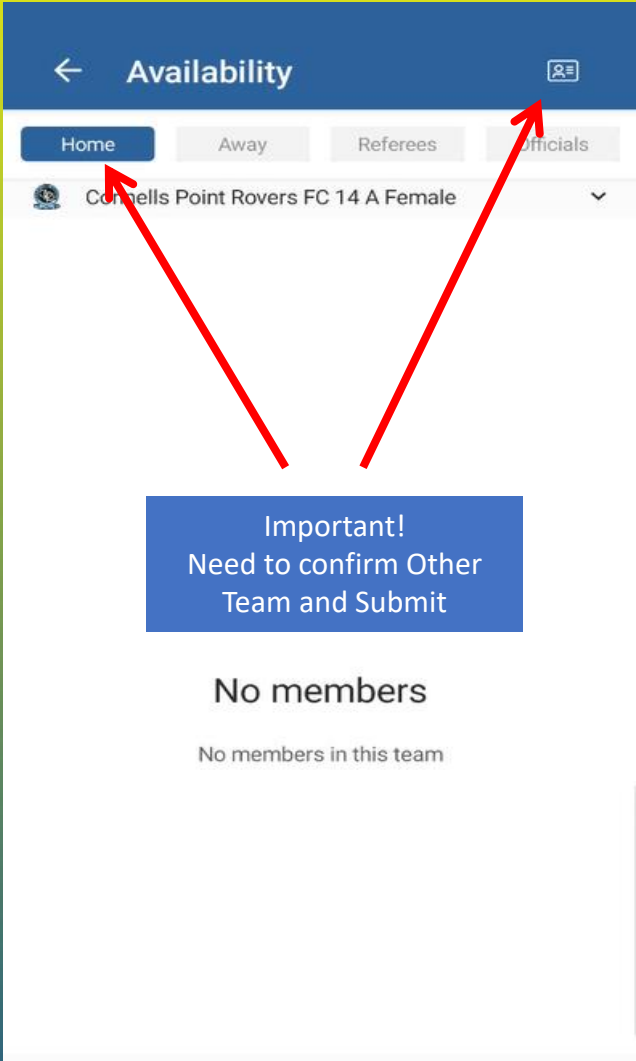 Availability
Home Away Referees Officials
Connells Point Rovers FC 14 A Female
Important!
Need to confirm Other
Team and Submit
No members
No members in this team